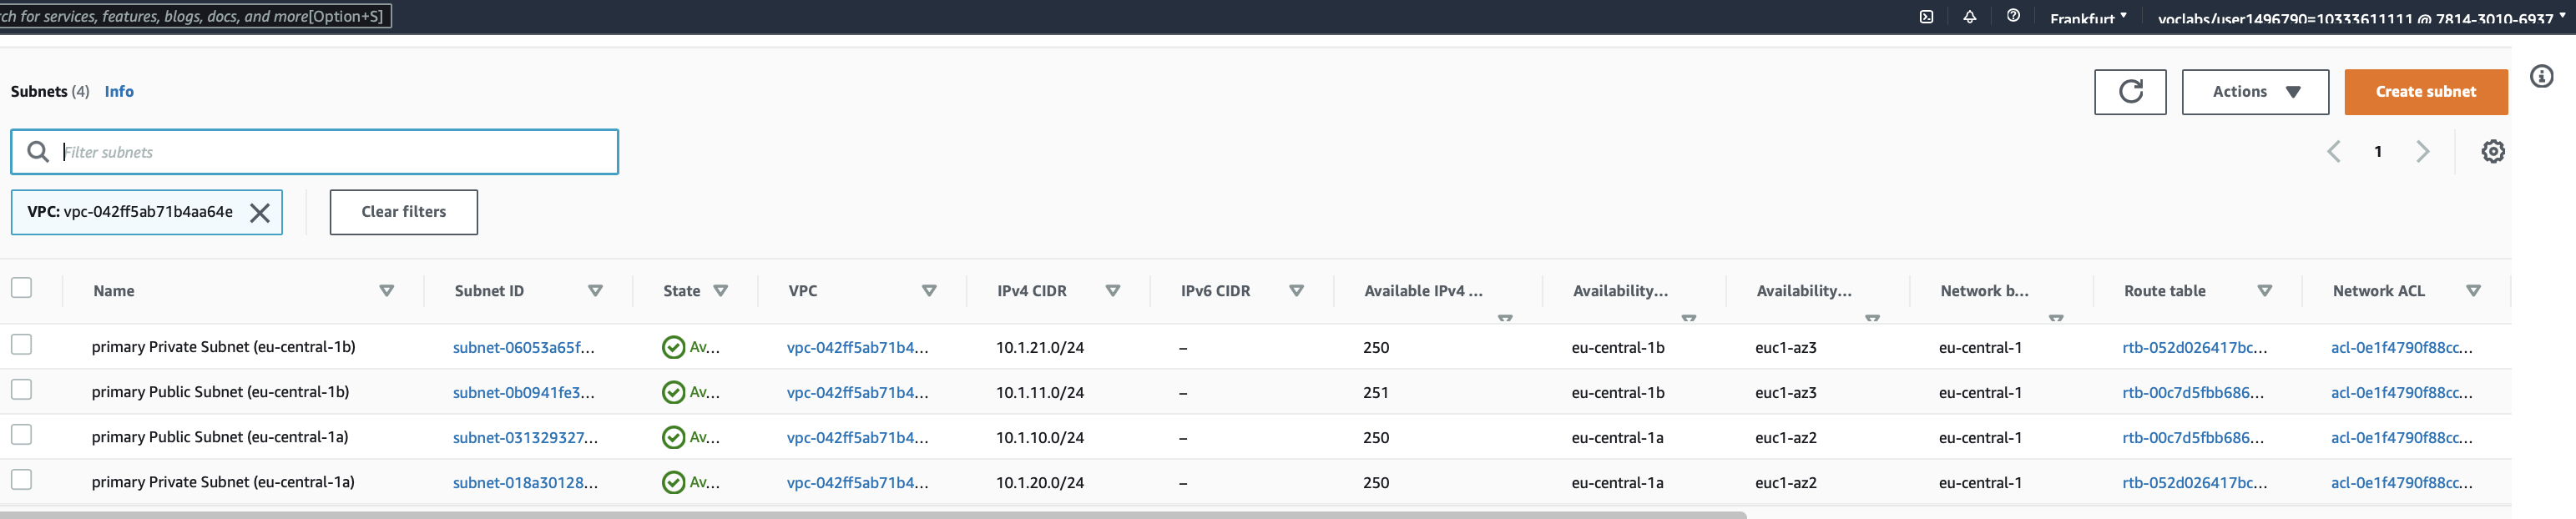 rch for services, features, blogs, docs, and more [Option+S]
Frankfurt voclabs/user1496790=10333611111 @ 7814-3010-6937
Subnets (4) Info
Actions Create subnet
Filter subnets
1
VPC: vpc-042ff5ab71b4aa64e Clear filters
Name Subnet ID State VPC IPv4 CIDR IPv6 CIDR Available IPv4 ... Availability... Availability... Network b... Route table Network ACL
primary Private Subnet (eu-central-1b) subnet-06053a65f... Av... vpc-042ff5ab71b4... 10.1.21.0/24 – 250 eu-central-1b euc1-az3 eu-central-1 rtb-052d026417bc... acl-0e1f4790f88cc...
primary Public Subnet (eu-central-1b) subnet-0b0941fe3... Av... vpc-042ff5ab71b4... 10.1.11.0/24 – 251 eu-central-1b euc1-az3 eu-central-1 rtb-00c7d5fbb686... acl-0e1f4790f88cc...
primary Public Subnet (eu-central-1a) subnet-031329327... Av... vpc-042ff5ab71b4... 10.1.10.0/24 – 250 eu-central-1a euc1-az2 eu-central-1 rtb-00c7d5fbb686... acl-0e1f4790f88cc...
primary Private Subnet (eu-central-1a) subnet-018a30128... Av... vpc-042ff5ab71b4... 10.1.20.0/24 – 250 eu-central-1a euc1-az2 eu-central-1 rtb-052d026417bc... acl-0e1f4790f88cc...